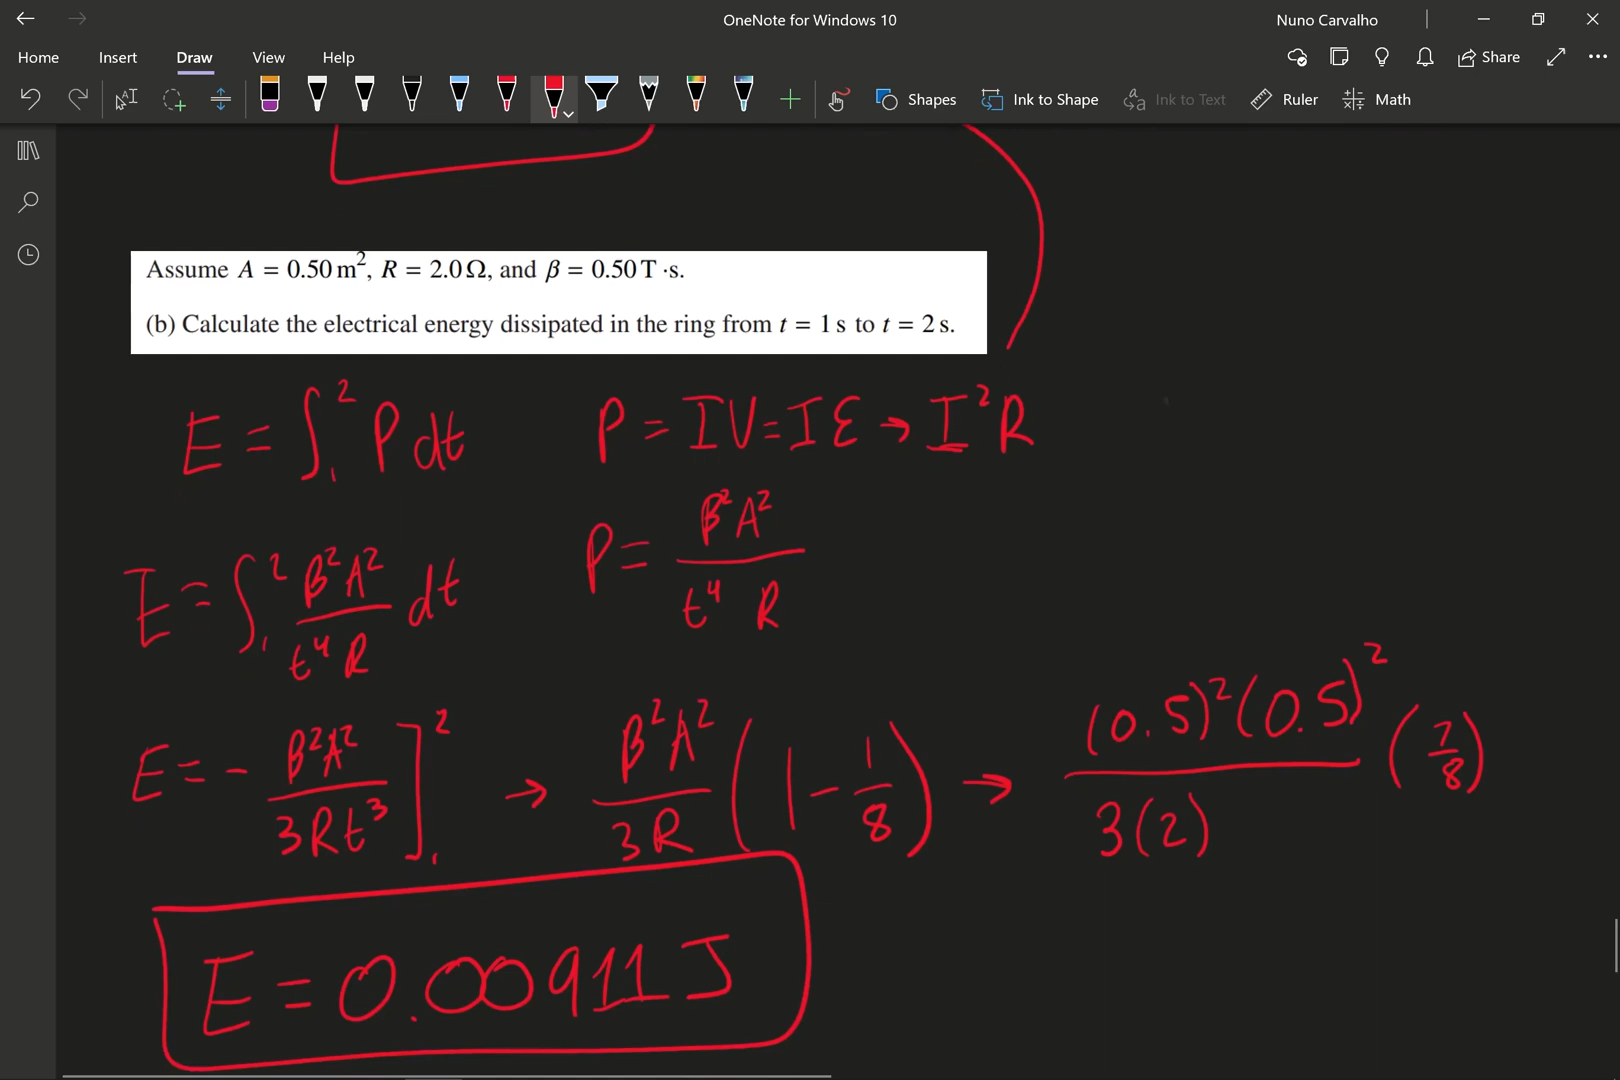 OneNote for Windows 10
Nuno Carvalho
Home Insert Draw View Help
Share
Shapes Ink to Shape Ink to Text Ruler Math
Assume A = 0.50 m², R = 2.0 Ω, and β = 0.50 T · s.
(b) Calculate the electrical energy dissipated in the ring from t = 1 s to t = 2 s.
E = ∫₁² P dt
P = IV = Iℰ → I²R
P = β²A² / t⁴ R
E = ∫₁² β²A² / t⁴ R dt
E = - β²A² / 3Rt³ ]₁² → β²A² / 3R (1 - 1/8) → (0.5)²(0.5)² / 3(2) (7/8)
E = 0.00911 J